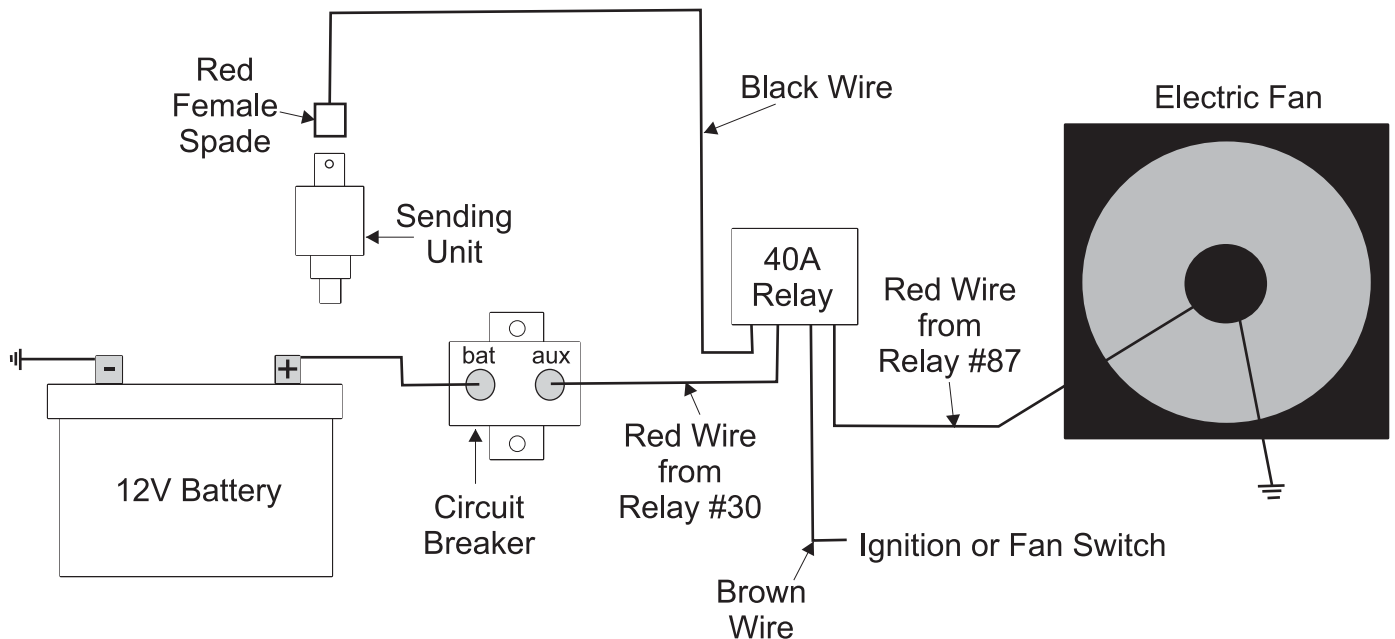 Red
Female
Spade
Black Wire
Electric Fan
Sending
Unit
40A
Relay
Red Wire
from
Relay #87
bat
aux
-
+
Red Wire
from
Relay #30
12V Battery
Circuit
Breaker
Ignition or Fan Switch
Brown
Wire